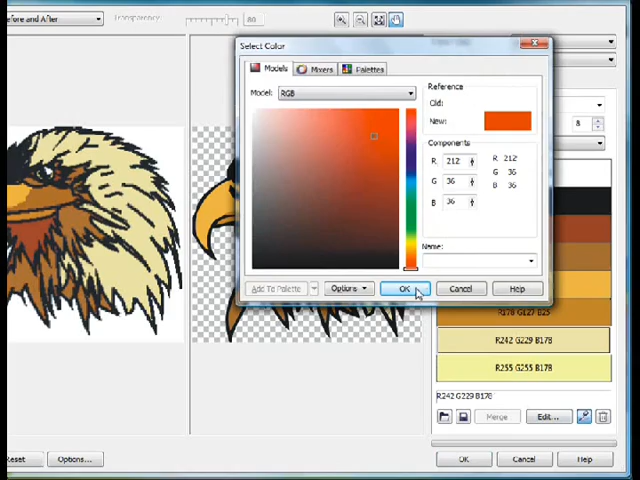 efore and After
Transparency:
80
Select Color
Models
Mixers
Palettes
Model:
RGB
Reference
Old:
New:
Components
R 212 R 212
G 36 G 36
B 36 B 36
Name:
Add To Palette
Options
OK
Cancel
Help
8
R178 G127 B25
R242 G229 B178
R255 G255 B178
R242 G229 B178
Merge
Edit...
Reset
Options...
OK
Cancel
Help